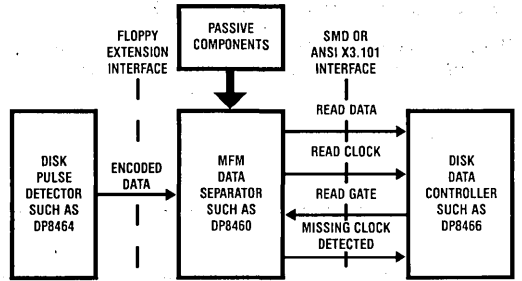 FLOPPY
EXTENSION
INTERFACE
PASSIVE
COMPONENTS
SMD OR
ANSI X3.101
INTERFACE
DISK
PULSE
DETECTOR
SUCH AS
DP8464
ENCODED
DATA
MFM
DATA
SEPARATOR
SUCH AS
DP8460
READ DATA
READ CLOCK
READ GATE
MISSING CLOCK
DETECTED
DISK
DATA
CONTROLLER
SUCH AS
DP8466